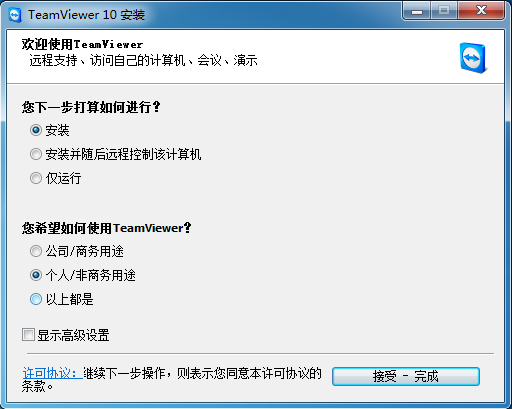 TeamViewer 10 安装
欢迎使用TeamViewer
远程支持、访问自己的计算机、会议、演示
您下一步打算如何进行?
安装
安装并随后远程控制该计算机
仅运行
您希望如何使用TeamViewer?
公司/商务用途
个人/非商务用途
以上都是
显示高级设置
许可协议:继续下一步操作，则表示您同意本许可协议的
条款。
接受 - 完成